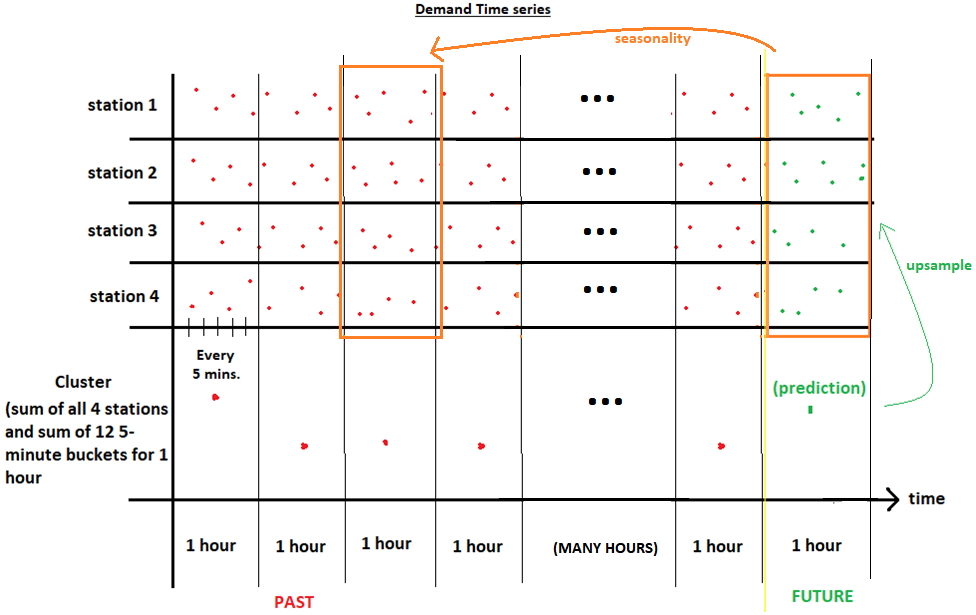 Demand Time series
seasonality
station 1
station 2
station 3
station 4
upsample
Every
5 mins.
Cluster
(sum of all 4 stations
and sum of 12 5-
minute buckets for 1
hour
(prediction)
time
1 hour
1 hour
1 hour
1 hour
(MANY HOURS)
1 hour
1 hour
PAST
FUTURE